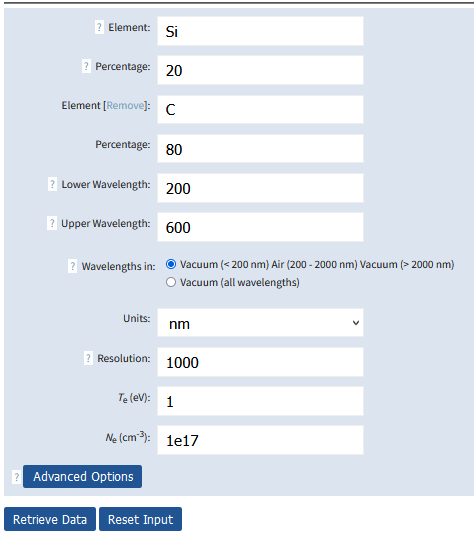 ? Element: Si
? Percentage: 20
Element [Remove]: C
Percentage: 80
? Lower Wavelength: 200
? Upper Wavelength: 600
? Wavelengths in: Vacuum (< 200 nm) Air (200 - 2000 nm) Vacuum (> 2000 nm)
Vacuum (all wavelengths)
Units: nm
? Resolution: 1000
Te (eV): 1
Ne (cm-3): 1e17
? Advanced Options
Retrieve Data Reset Input